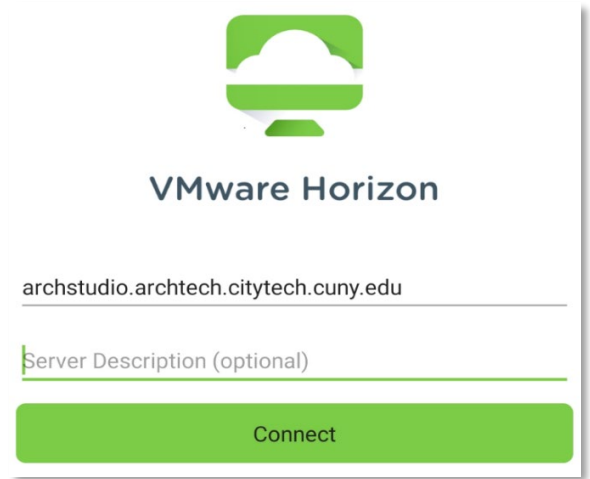 VMware Horizon
archstudio.archtech.citytech.cuny.edu
Server Description (optional)
Connect